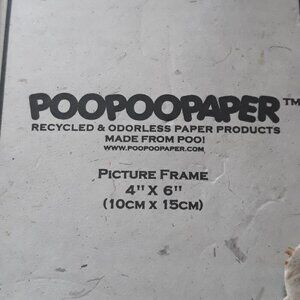 POOPOOPAPER™
RECYCLED & ODORLESS PAPER PRODUCTS
MADE FROM POO!
WWW.POOPOOPAPER.COM
PICTURE FRAME
4" X 6"
(10CM X 15CM)